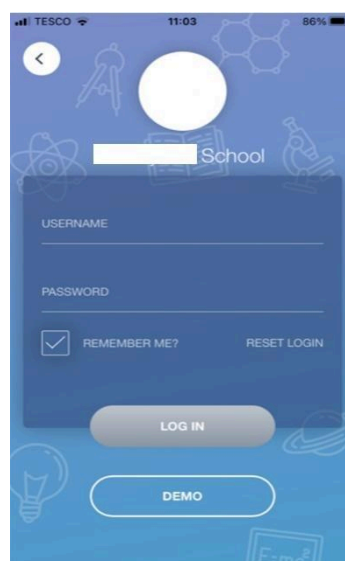 TESCO 11:03 86%
School
USERNAME
PASSWORD
REMEMBER ME? RESET LOGIN
LOG IN
DEMO